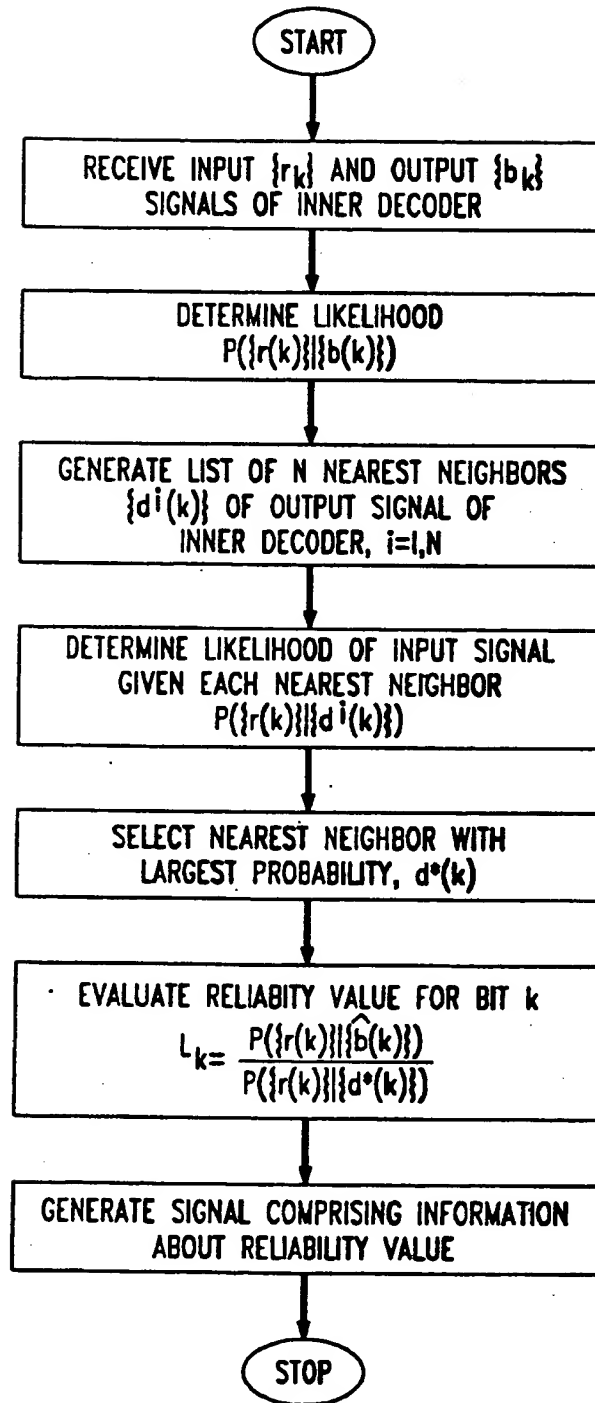 START
RECEIVE INPUT {r_k} AND OUTPUT {b_k}
SIGNALS OF INNER DECODER
DETERMINE LIKELIHOOD
P({r(k)}|{b(k)})
GENERATE LIST OF N NEAREST NEIGHBORS
{d^i(k)} OF OUTPUT SIGNAL OF
INNER DECODER, i=1,N
DETERMINE LIKELIHOOD OF INPUT SIGNAL
GIVEN EACH NEAREST NEIGHBOR
P({r(k)}|{d^i(k)})
SELECT NEAREST NEIGHBOR WITH
LARGEST PROBABILITY, d*(k)
EVALUATE RELIABITY VALUE FOR BIT k
L_k= P({r(k)}|{b̂(k)})
P({r(k)}|{d*(k)})
GENERATE SIGNAL COMPRISING INFORMATION
ABOUT RELIABILITY VALUE
STOP